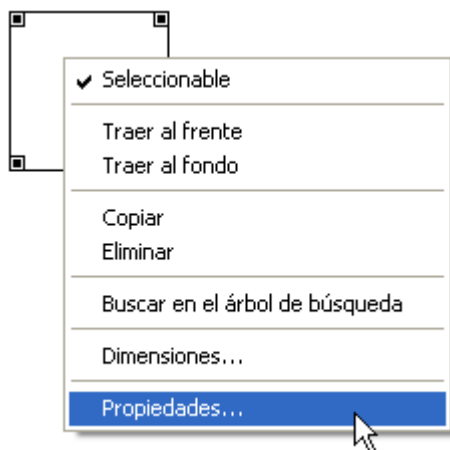 Seleccionable
Traer al frente
Traer al fondo
Copiar
Eliminar
Buscar en el árbol de búsqueda
Dimensiones...
Propiedades...